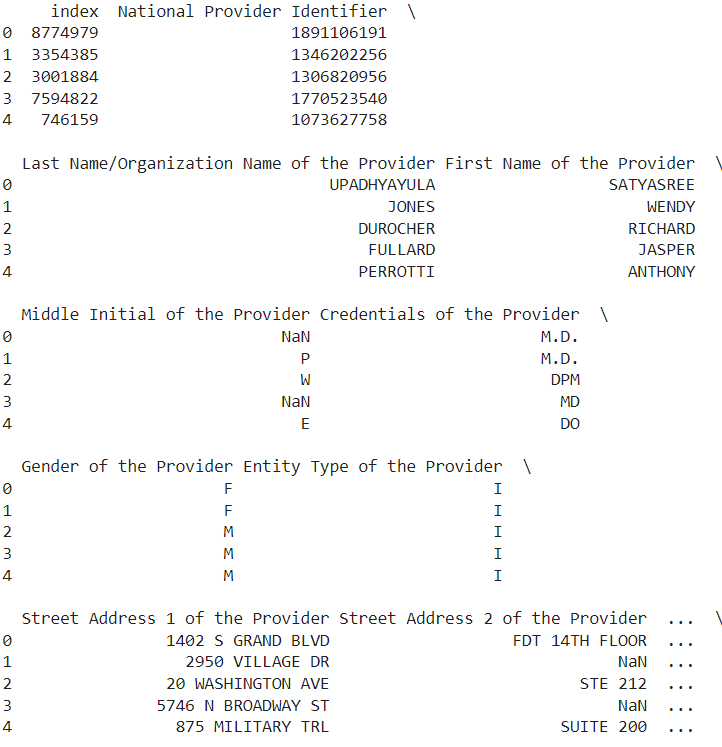 index National Provider Identifier \
0 8774979 1891106191
1 3354385 1346202256
2 3001884 1306820956
3 7594822 1770523540
4 746159 1073627758
Last Name/Organization Name of the Provider First Name of the Provider \
0 UPADHYAYULA SATYASREE
1 JONES WENDY
2 DUROCHER RICHARD
3 FULLARD JASPER
4 PERROTTI ANTHONY
Middle Initial of the Provider Credentials of the Provider \
0 NaN M.D.
1 P M.D.
2 W DPM
3 NaN MD
4 E DO
Gender of the Provider Entity Type of the Provider \
0 F I
1 F I
2 M I
3 M I
4 M I
Street Address 1 of the Provider Street Address 2 of the Provider ... \
0 1402 S GRAND BLVD FDT 14TH FLOOR ...
1 2950 VILLAGE DR NaN ...
2 20 WASHINGTON AVE STE 212 ...
3 5746 N BROADWAY ST NaN ...
4 875 MILITARY TRL SUITE 200 ...